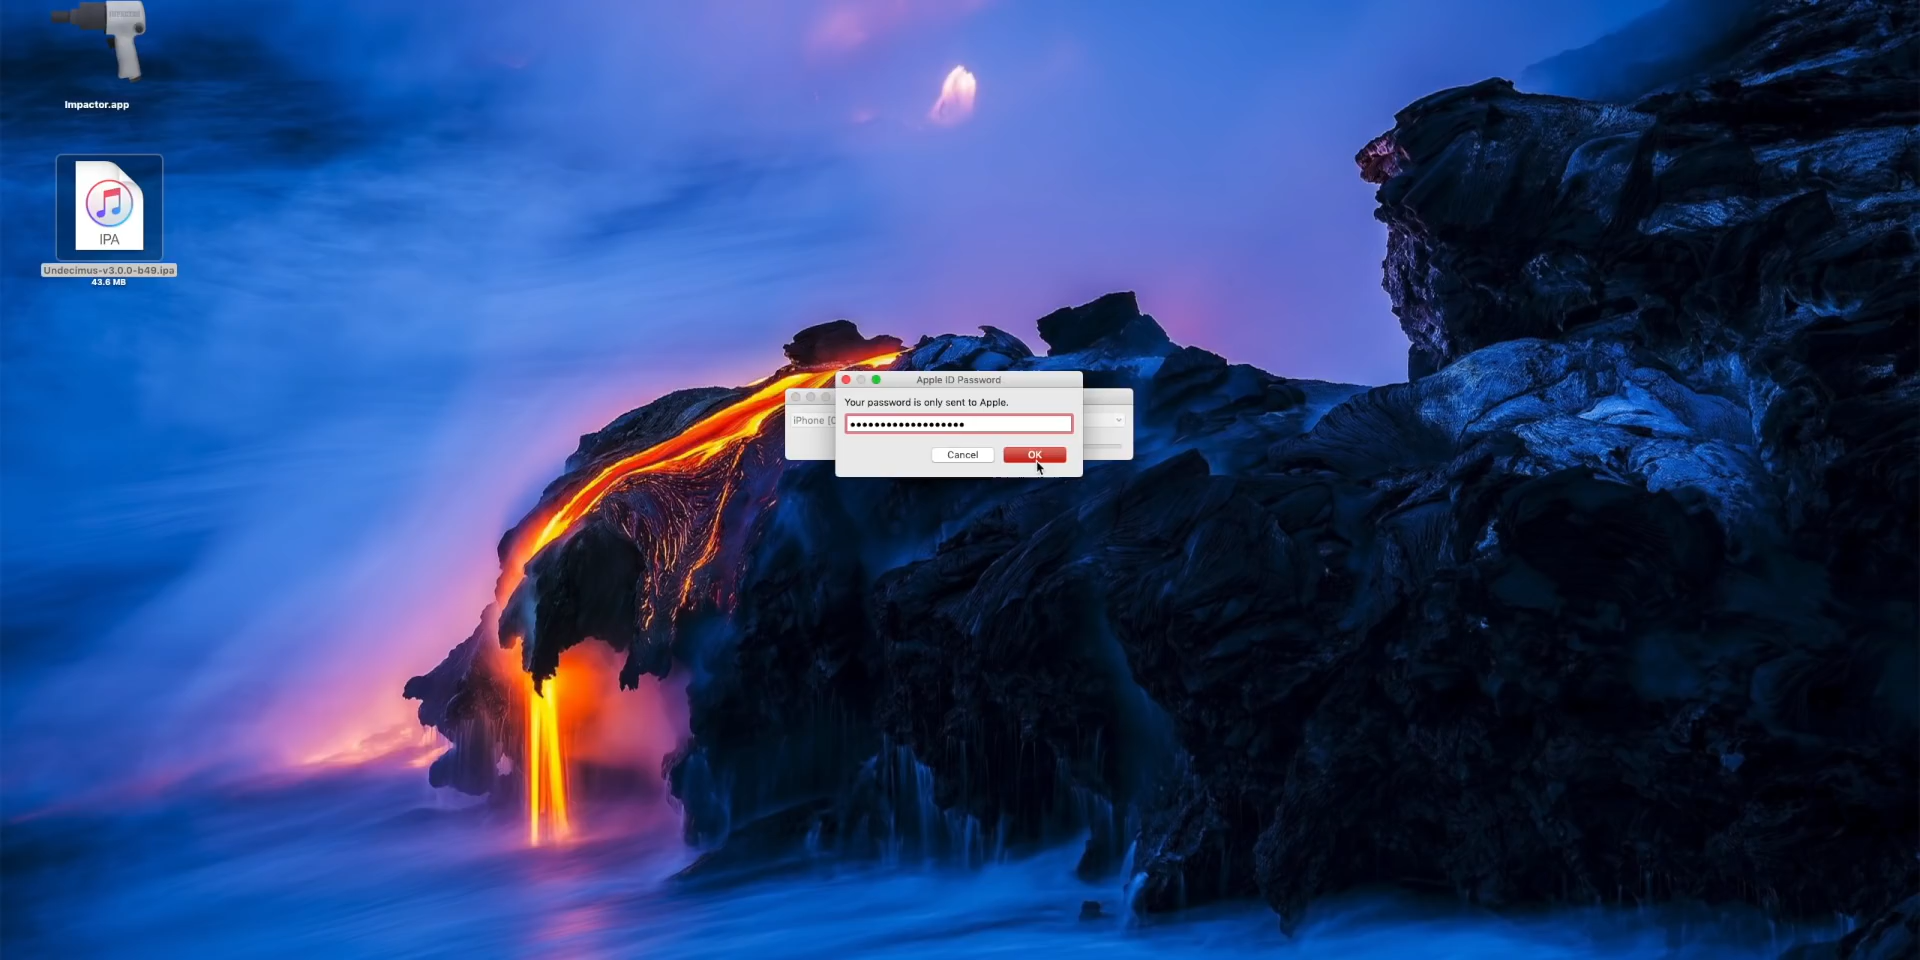 Impactor.app
IPA
Undecimus-v3.0.0-b49.ipa
43.6 MB
Apple ID Password
Your password is only sent to Apple.
iPhone [
•••••••••••••••••••
Cancel
OK